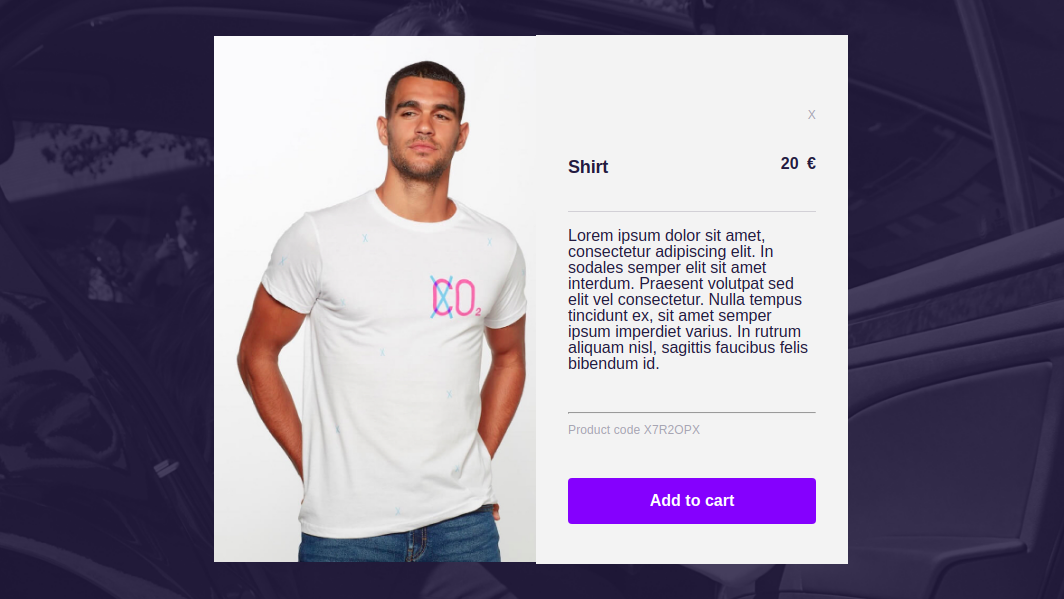 X
Shirt
20 €
CO2
Lorem ipsum dolor sit amet,
consectetur adipiscing elit. In
sodales semper elit sit amet
interdum. Praesent volutpat sed
elit vel consectetur. Nulla tempus
tincidunt ex, sit amet semper
ipsum imperdiet varius. In rutrum
aliquam nisl, sagittis faucibus felis
bibendum id.
Product code X7R2OPX
Add to cart